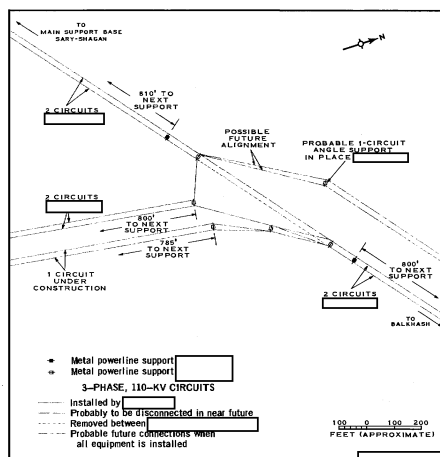 TO
MAIN SUPPORT BASE
SARY-SHAGAN
N
810' TO
NEXT
SUPPORT
2 CIRCUITS
POSSIBLE
FUTURE
ALIGNMENT
PROBABLE 1-CIRCUIT
ANGLE SUPPORT
IN PLACE
2 CIRCUITS
800'
TO NEXT
SUPPORT
785'
TO NEXT
SUPPORT
1 CIRCUIT
UNDER
CONSTRUCTION
800'
TO NEXT
SUPPORT
2 CIRCUITS
TO
BALKHASH
Metal powerline support
Metal powerline support
3-PHASE, 110-KV CIRCUITS
Installed by
Probably to be disconnected in near future
Removed between
Probable future connections when
all equipment is installed
100 0 100 200
FEET (APPROXIMATE)